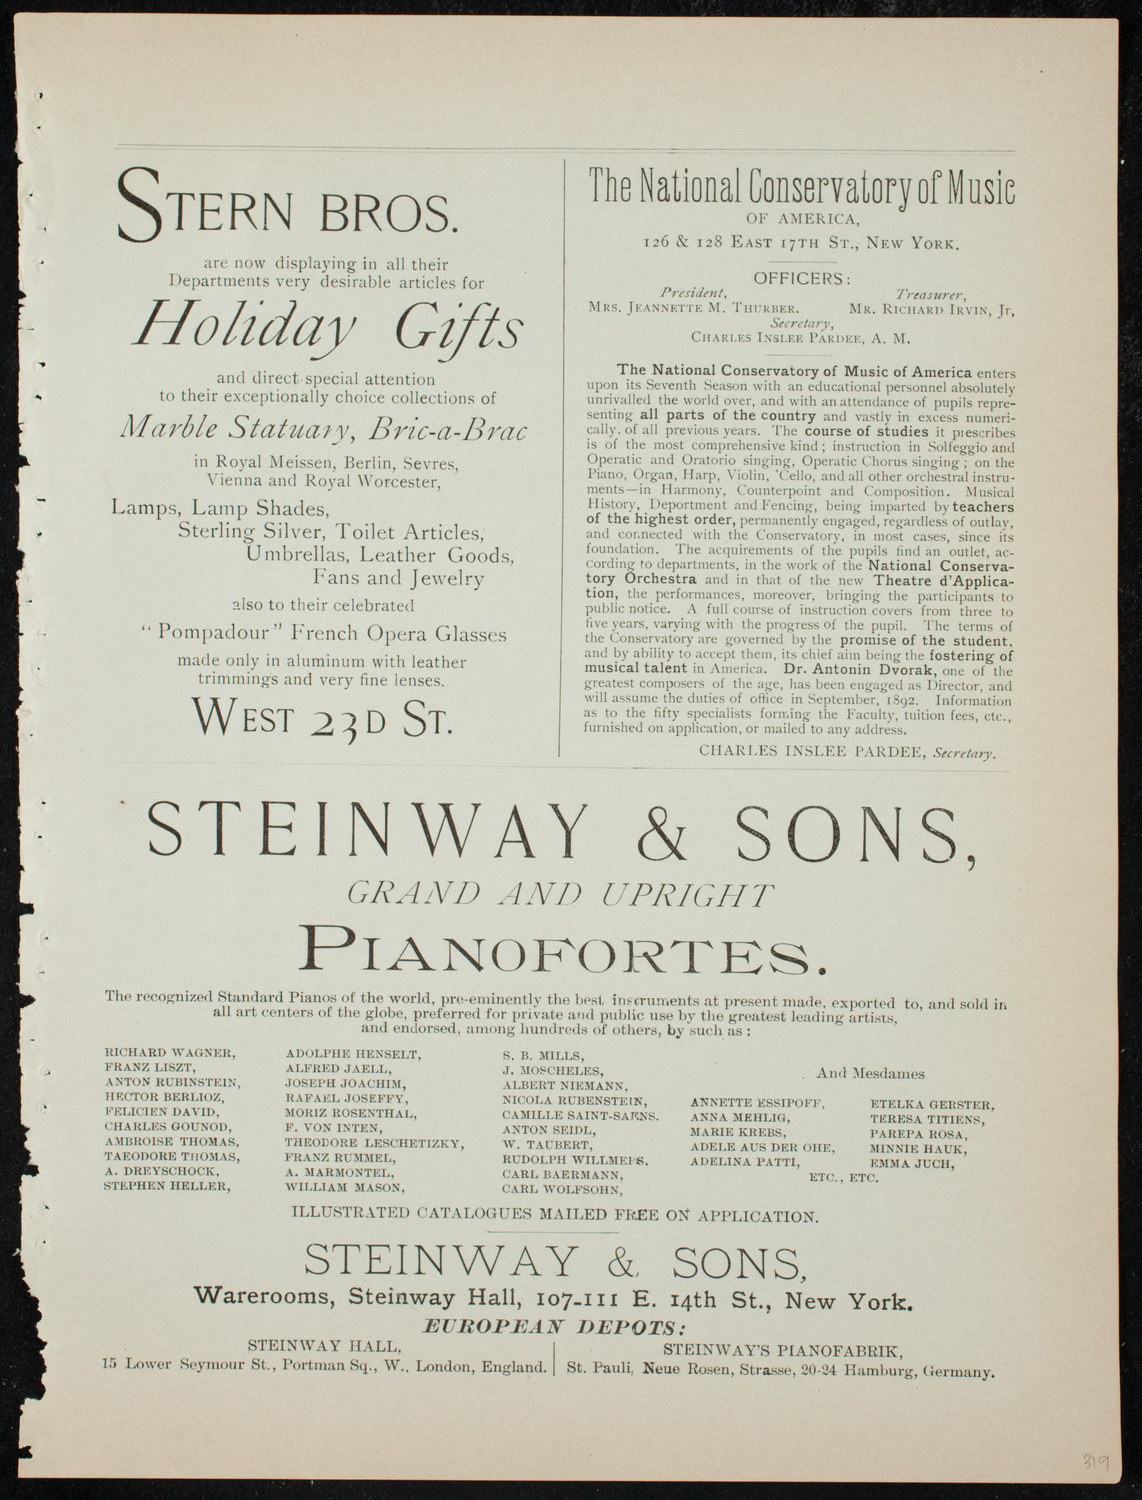 STERN BROS.
are now displaying in all their
Departments very desirable articles for
Holiday Gifts
and direct special attention
to their exceptionally choice collections of
Marble Statuary, Bric-a-Brac
in Royal Meissen, Berlin, Sevres,
Vienna and Royal Worcester,
Lamps, Lamp Shades,
Sterling Silver, Toilet Articles,
Umbrellas, Leather Goods,
Fans and Jewelry
also to their celebrated
"Pompadour" French Opera Glasses
made only in aluminum with leather
trimmings and very fine lenses.
WEST 23D ST.
The National Conservatory of Music
OF AMERICA,
126 & 128 EAST 17TH ST., NEW YORK.
OFFICERS:
President, Treasurer,
MRS. JEANNETTE M. THURBER. MR. RICHARD IRVIN, Jr,
Secretary,
CHARLES INSLEE PARDEE, A. M.
The National Conservatory of Music of America enters
upon its Seventh Season with an educational personnel absolutely
unrivalled the world over, and with an attendance of pupils repre-
senting all parts of the country and vastly in excess numeri-
cally. of all previous years. The course of studies it prescribes
is of the most comprehensive kind; instruction in Solfeggio and
Operatic and Oratorio singing, Operatic Chorus singing; on the
Piano, Organ, Harp, Violin, 'Cello, and all other orchestral instru-
ments—in Harmony, Counterpoint and Composition. Musical
History, Deportment and Fencing, being imparted by teachers
of the highest order, permanently engaged, regardless of outlay,
and connected with the Conservatory, in most cases, since its
foundation. The acquirements of the pupils find an outlet, ac-
cording to departments, in the work of the National Conserva-
tory Orchestra and in that of the new Theatre d'Applica-
tion, the performances, moreover, bringing the participants to
public notice. A full course of instruction covers from three to
five years, varying with the progress of the pupil. The terms of
the Conservatory are governed by the promise of the student.
and by ability to accept them, its chief aim being the fostering of
musical talent in America. Dr. Antonin Dvorak, one of the
greatest composers of the age, has been engaged as Director, and
will assume the duties of office in September, 1892. Information
as to the fifty specialists forming the Faculty, tuition fees, etc.,
furnished on application, or mailed to any address.
CHARLES INSLEE PARDEE, Secretary.
STEINWAY & SONS,
GRAND AND UPRIGHT
PIANOFORTES.
The recognized Standard Pianos of the world, pre-eminently the best instruments at present made, exported to, and sold in
all art centers of the globe, preferred for private and public use by the greatest leading artists,
and endorsed, among hundreds of others, by such as:
RICHARD WAGNER,
FRANZ LISZT,
ANTON RUBINSTEIN,
HECTOR BERLIOZ,
FELICIEN DAVID,
CHARLES GOUNOD,
AMBROISE THOMAS,
TAEODORE THOMAS,
A. DREYSCHOCK,
STEPHEN HELLER,
ADOLPHE HENSELT,
ALFRED JAELL,
JOSEPH JOACHIM,
RAFAEL JOSEFFY,
MORIZ ROSENTHAL,
F. VON INTEN,
THEODORE LESCHETIZKY,
FRANZ RUMMEL,
A. MARMONTEL,
WILLIAM MASON,
S. B. MILLS,
J. MOSCHELES,
ALBERT NIEMANN,
NICOLA RUBENSTEIN,
CAMILLE SAINT-SAENS.
ANTON SEIDL,
W. TAUBERT,
RUDOLPH WILLMERS,
CARL BAERMANN,
CARL WOLFSOHN,
And Mesdames
ANNETTE ESSIPOFF,
ANNA MEHLIG,
MARIE KREBS,
ADELE AUS DER OHE,
ADELINA PATTI,
ETELKA GERSTER,
TERESA TITIENS,
PAREPA ROSA,
MINNIE HAUK,
EMMA JUCH,
ETC., ETC.
ILLUSTRATED CATALOGUES MAILED FREE ON APPLICATION.
STEINWAY & SONS,
Warerooms, Steinway Hall, 107-111 E. 14th St., New York.
EUROPEAN DEPOTS:
STEINWAY HALL,
15 Lower Seymour St., Portman Sq., W., London, England.
STEINWAY'S PIANOFABRIK,
St. Pauli, Neue Rosen, Strasse, 20-24 Hamburg, Germany.
319